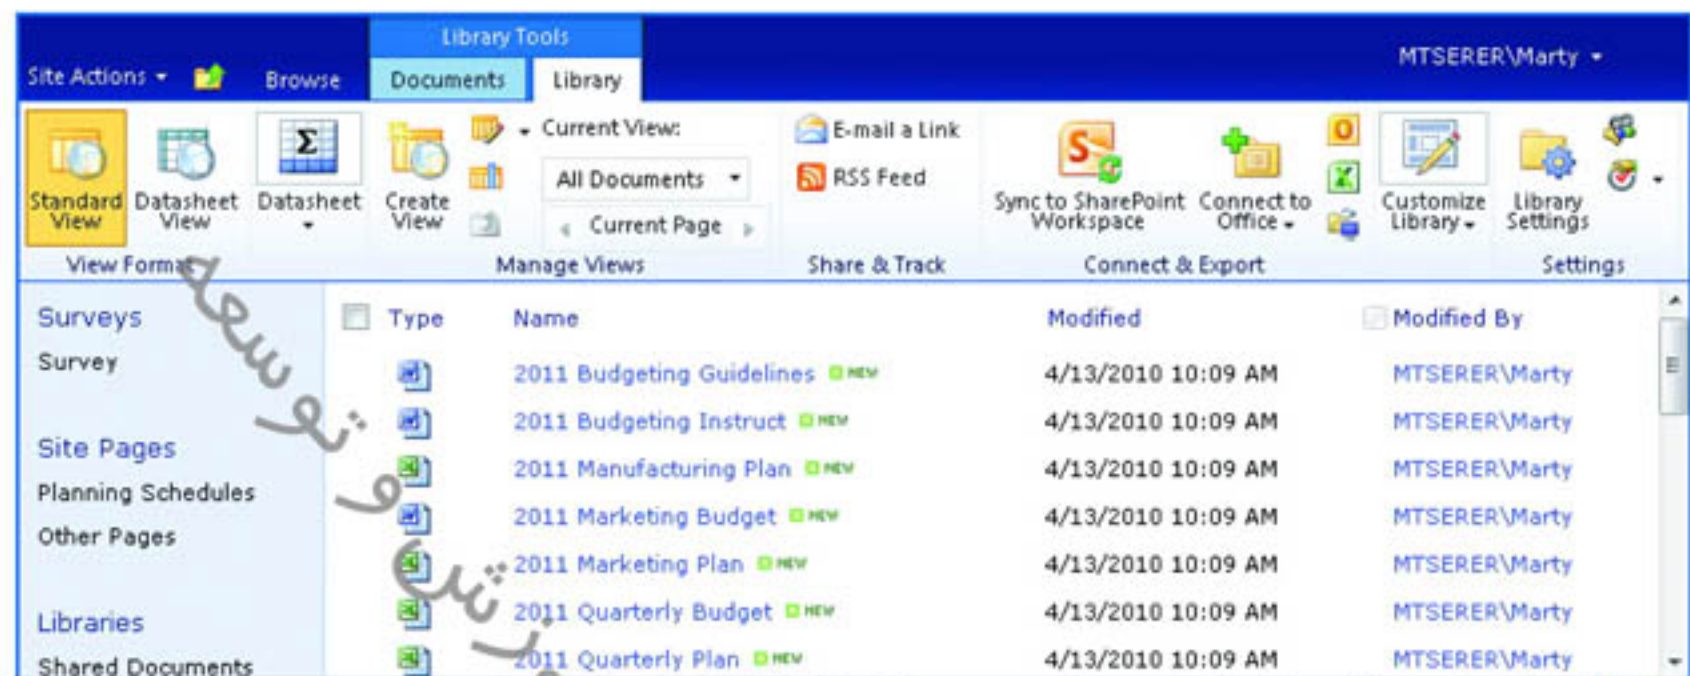 Library Tools
MTSERER\Marty
Site Actions Browse Documents Library
Standard View
Datasheet View
Datasheet
Create View
Current View:
All Documents
Current Page
E-mail a Link
RSS Feed
Sync to SharePoint Workspace
Connect to Office
Customize Library
Library Settings
View Format Manage Views Share & Track Connect & Export Settings
Surveys
Survey
Site Pages
Planning Schedules
Other Pages
Libraries
Shared Documents
Type Name Modified Modified By
2011 Budgeting Guidelines NEW 4/13/2010 10:09 AM MTSERER\Marty
2011 Budgeting Instruct NEW 4/13/2010 10:09 AM MTSERER\Marty
2011 Manufacturing Plan NEW 4/13/2010 10:09 AM MTSERER\Marty
2011 Marketing Budget NEW 4/13/2010 10:09 AM MTSERER\Marty
2011 Marketing Plan NEW 4/13/2010 10:09 AM MTSERER\Marty
2011 Quarterly Budget NEW 4/13/2010 10:09 AM MTSERER\Marty
2011 Quarterly Plan NEW 4/13/2010 10:09 AM MTSERER\Marty
و توسعه